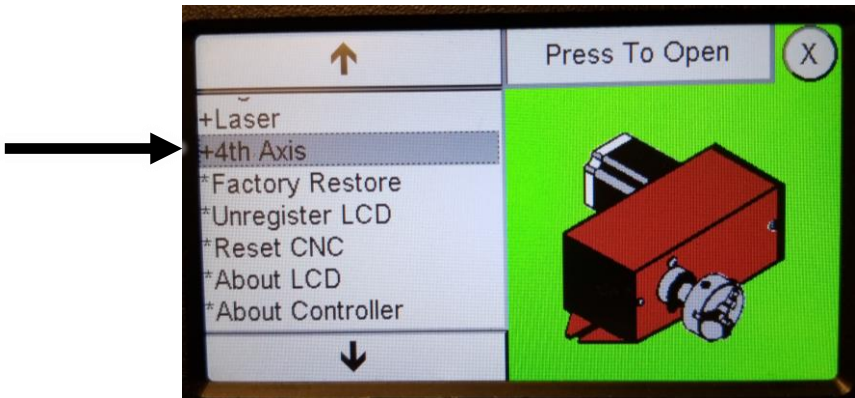 Press To Open
X
+Laser
+4th Axis
*Factory Restore
*Unregister LCD
*Reset CNC
*About LCD
*About Controller